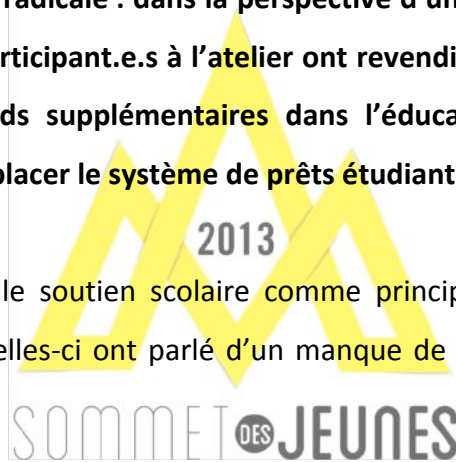 radicale : dans la perspective d'un
rticipant.e.s à l'atelier ont revendi
ds supplémentaires dans l'éduca
placer le système de prêts étudiant
2013
le soutien scolaire comme princip
elles-ci ont parlé d'un manque de
SOMMET DES JEUNES